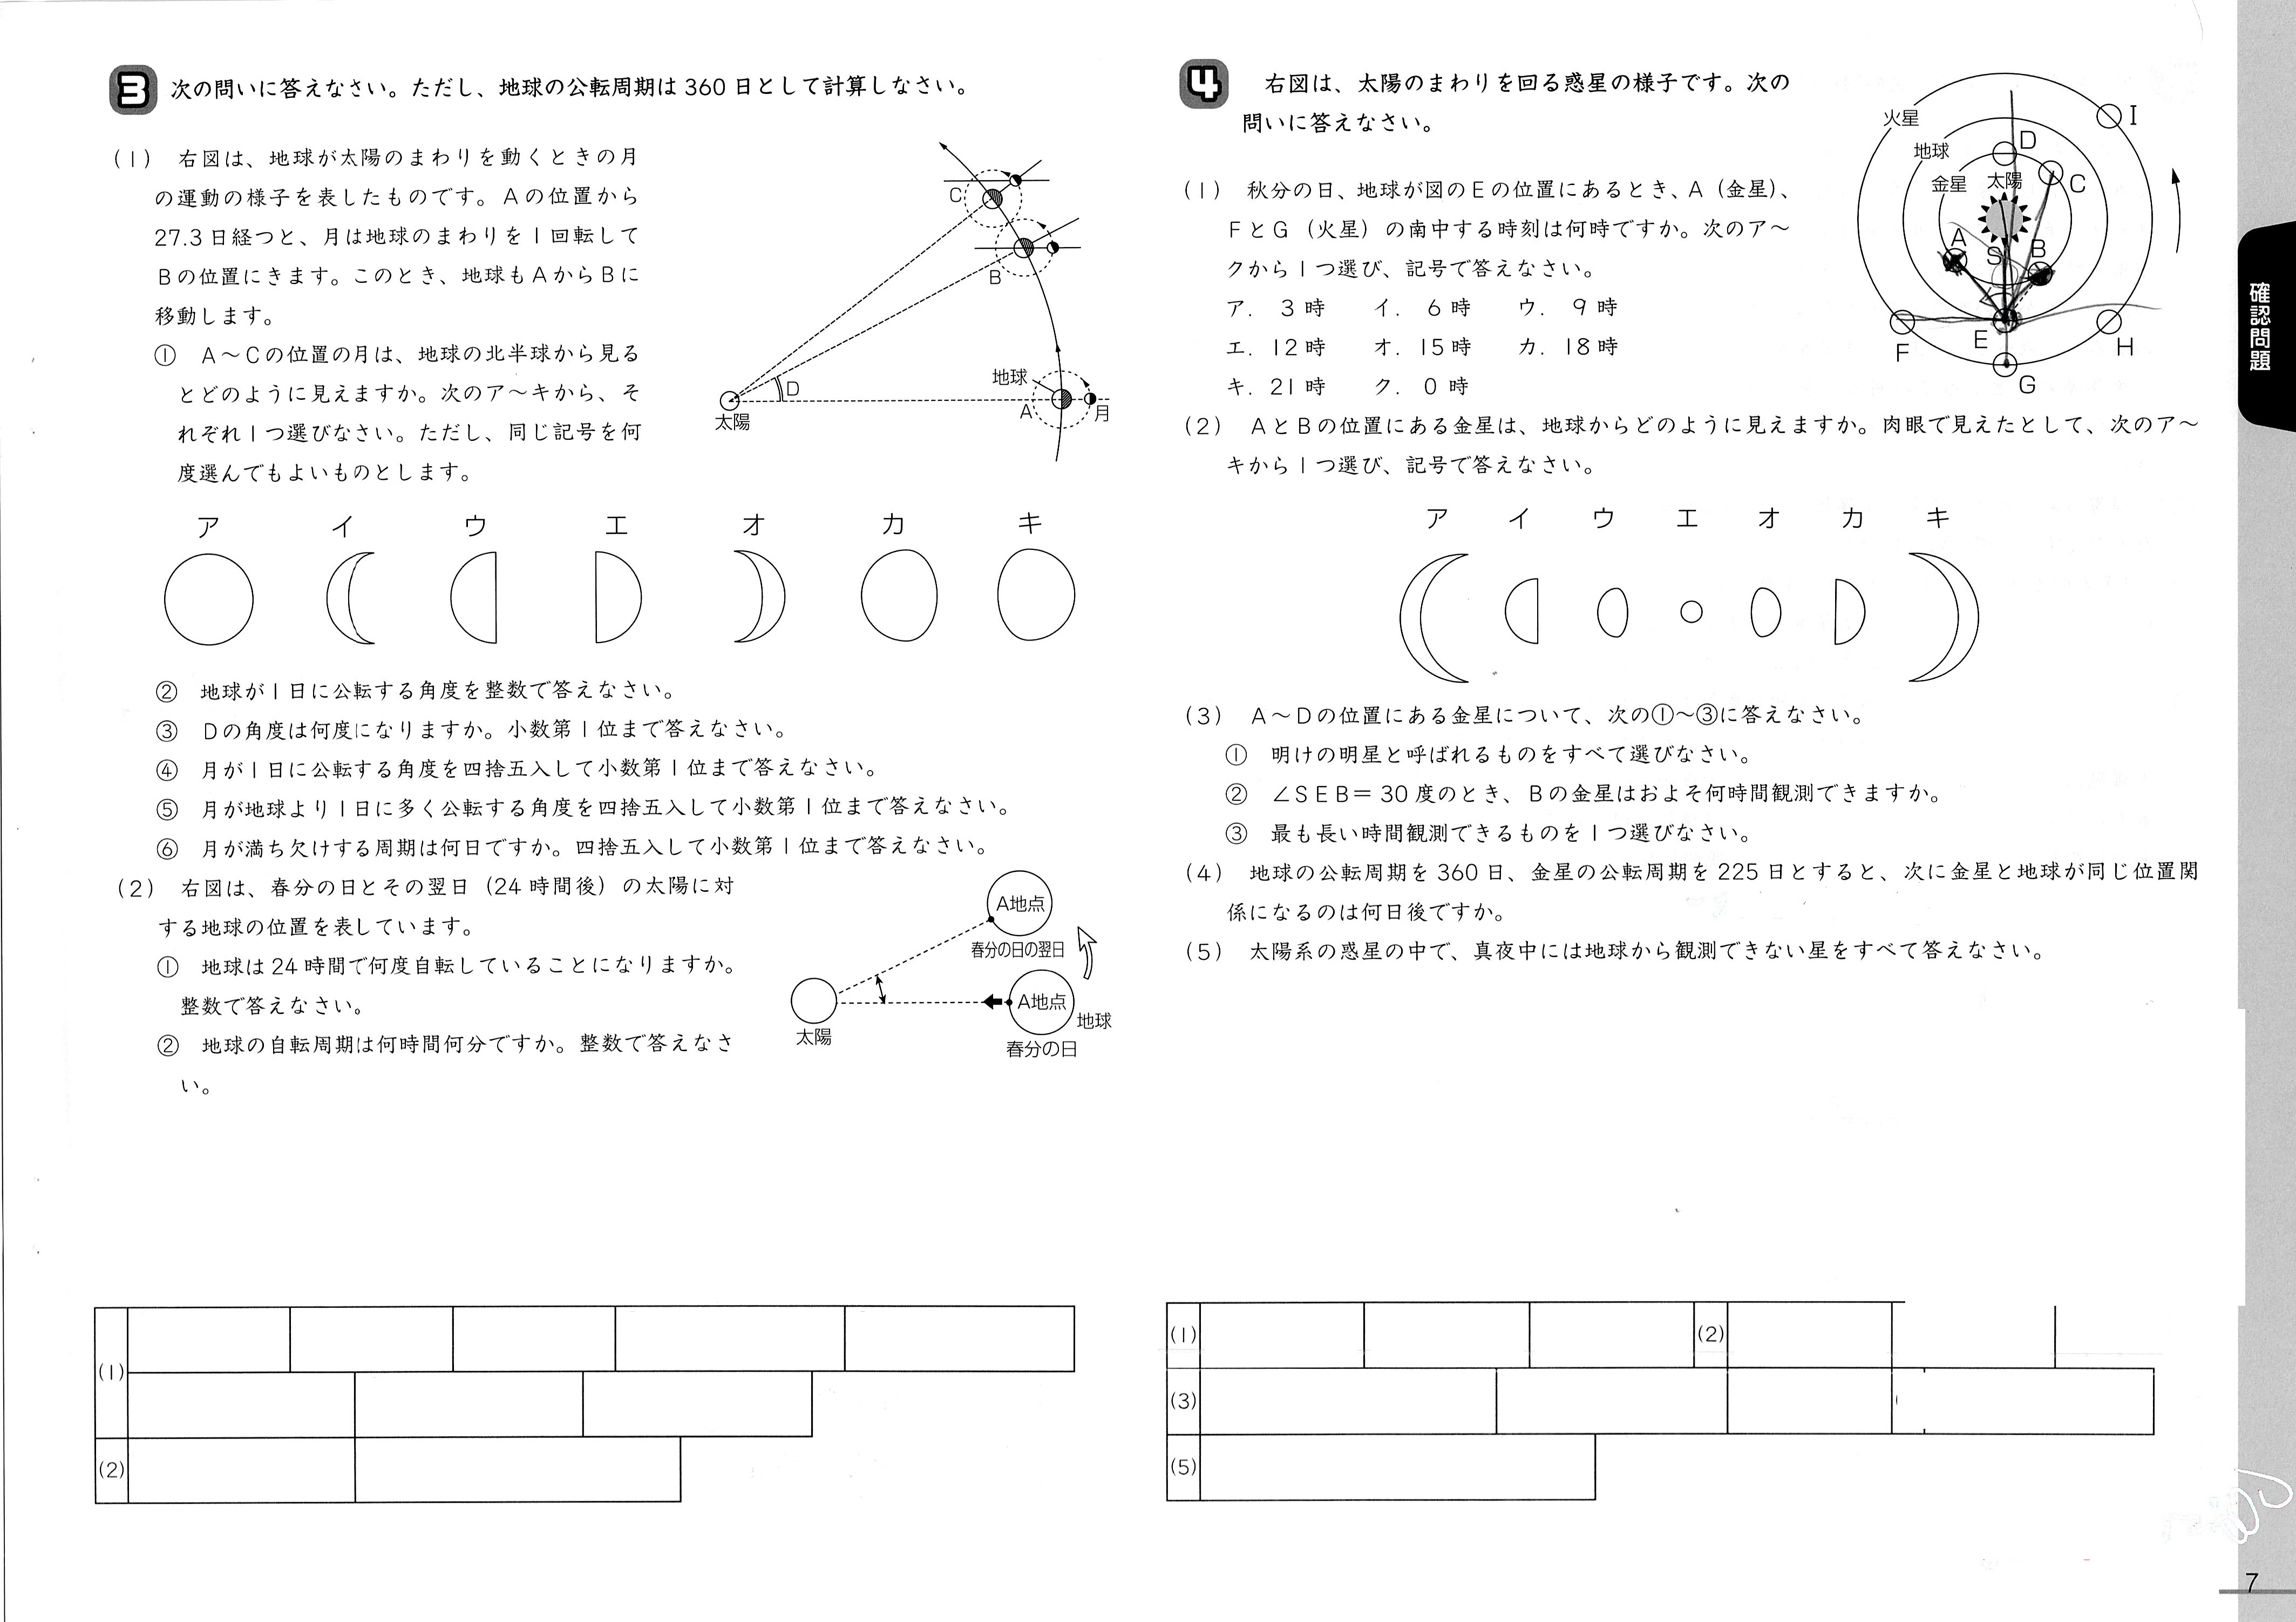 3 次の問いに答えなさい。ただし、地球の公転周期は360日として計算しなさい。
(1) 右図は、地球が太陽のまわりを動くときの月
の運動の様子を表したものです。Aの位置から
27.3日経つと、月は地球のまわりを1回転して
Bの位置にきます。このとき、地球もAからBに
移動します。
① A～Cの位置の月は、地球の北半球から見る
とどのように見えますか。次のア～キから、そ
れぞれ1つ選びなさい。ただし、同じ記号を何
度選んでもよいものとします。
C
B
D
地球
A
月
太陽
ア イ ウ エ オ カ キ
② 地球が1日に公転する角度を整数で答えなさい。
③ Dの角度は何度になりますか。小数第1位まで答えなさい。
④ 月が1日に公転する角度を四捨五入して小数第1位まで答えなさい。
⑤ 月が地球より1日に多く公転する角度を四捨五入して小数第1位まで答えなさい。
⑥ 月が満ち欠けする周期は何日ですか。四捨五入して小数第1位まで答えなさい。
(2) 右図は、春分の日とその翌日(24時間後)の太陽に対
する地球の位置を表しています。
① 地球は24時間で何度自転していることになりますか。
整数で答えなさい。
② 地球の自転周期は何時間何分ですか。整数で答えなさ
い。
A地点
春分の日の翌日
A地点
地球
太陽
春分の日
(1)
(2)
4 右図は、太陽のまわりを回る惑星の様子です。次の
問いに答えなさい。
(1) 秋分の日、地球が図のEの位置にあるとき、A(金星)、
FとG(火星)の南中する時刻は何時ですか。次のア～
クから1つ選び、記号で答えなさい。
ア. 3時 イ. 6時 ウ. 9時
エ. 12時 オ. 15時 カ. 18時
キ. 21時 ク. 0時
火星
I
地球
D
金星
太陽
C
A
S
B
F
E
H
G
(2) AとBの位置にある金星は、地球からどのように見えますか。肉眼で見えたとして、次のア～
キから1つ選び、記号で答えなさい。
ア イ ウ エ オ カ キ
(3) A～Dの位置にある金星について、次の①～③に答えなさい。
① 明けの明星と呼ばれるものをすべて選びなさい。
② ∠SEB=30度のとき、Bの金星はおよそ何時間観測できますか。
③ 最も長い時間観測できるものを1つ選びなさい。
(4) 地球の公転周期を360日、金星の公転周期を225日とすると、次に金星と地球が同じ位置関
係になるのは何日後ですか。
(5) 太陽系の惑星の中で、真夜中には地球から観測できない星をすべて答えなさい。
(1)
(2)
(3)
(5)
確認問題
7